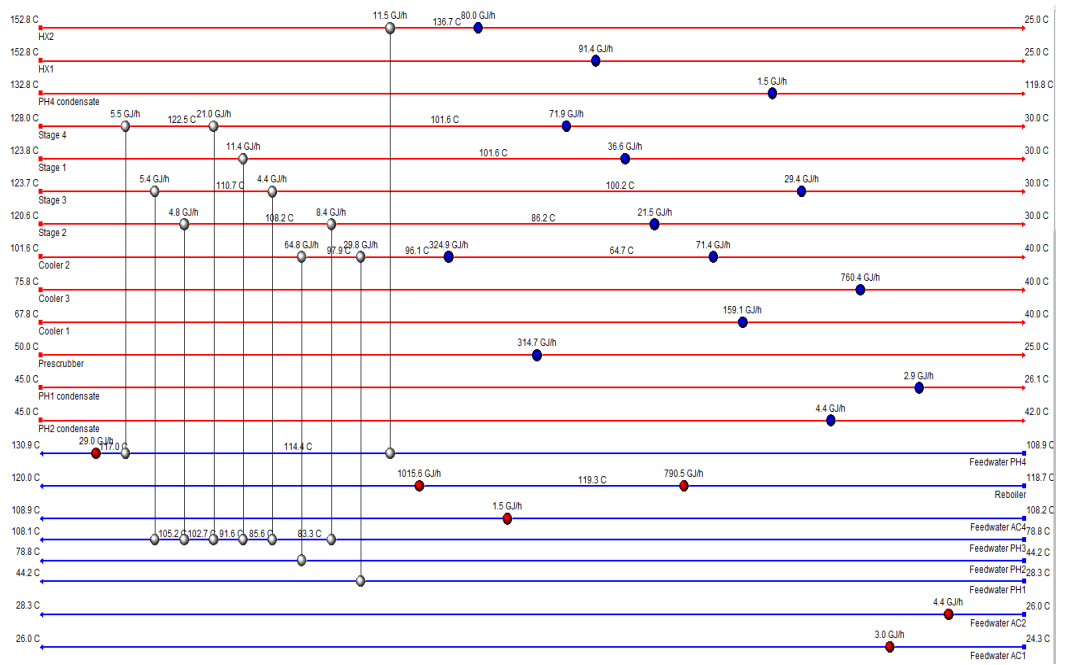 152.8 C 11.5 GJ/h 136.7 C 80.0 GJ/h 25.0 C
HX2
152.8 C 91.4 GJ/h 25.0 C
HX1
132.8 C 1.5 GJ/h 119.8 C
PH4 condensate
128.0 C 5.5 GJ/h 122.5 C 21.0 GJ/h 101.6 C 71.9 GJ/h 30.0 C
Stage 4
123.8 C 11.4 GJ/h 101.6 C 36.6 GJ/h 30.0 C
Stage 1
123.7 C 5.4 GJ/h 110.7 C 4.4 GJ/h 100.2 C 29.4 GJ/h 30.0 C
Stage 3
120.6 C 4.8 GJ/h 108.2 C 8.4 GJ/h 86.2 C 21.5 GJ/h 30.0 C
Stage 2
101.6 C 64.8 GJ/h 97.9 C 29.8 GJ/h 96.1 C 324.9 GJ/h 64.7 C 71.4 GJ/h 40.0 C
Cooler 2
75.8 C 760.4 GJ/h 40.0 C
Cooler 3
67.8 C 159.1 GJ/h 40.0 C
Cooler 1
50.0 C 314.7 GJ/h 25.0 C
Prescrubber
45.0 C 2.9 GJ/h 26.1 C
PH1 condensate
45.0 C 4.4 GJ/h 42.0 C
PH2 condensate
130.9 C 29.0 GJ/h 117.0 C 114.4 C 108.9 C
Feedwater PH4
120.0 C 1015.6 GJ/h 119.3 C 790.5 GJ/h 118.7 C
Reboiler
108.9 C 1.5 GJ/h 108.2 C
Feedwater AC4
108.1 C 105.2 C 102.7 C 91.6 C 85.6 C 83.3 C 78.8 C
Feedwater PH3
78.8 C 44.2 C
Feedwater PH2
44.2 C 28.3 C
Feedwater PH1
28.3 C 4.4 GJ/h 26.0 C
Feedwater AC2
26.0 C 3.0 GJ/h 24.3 C
Feedwater AC1